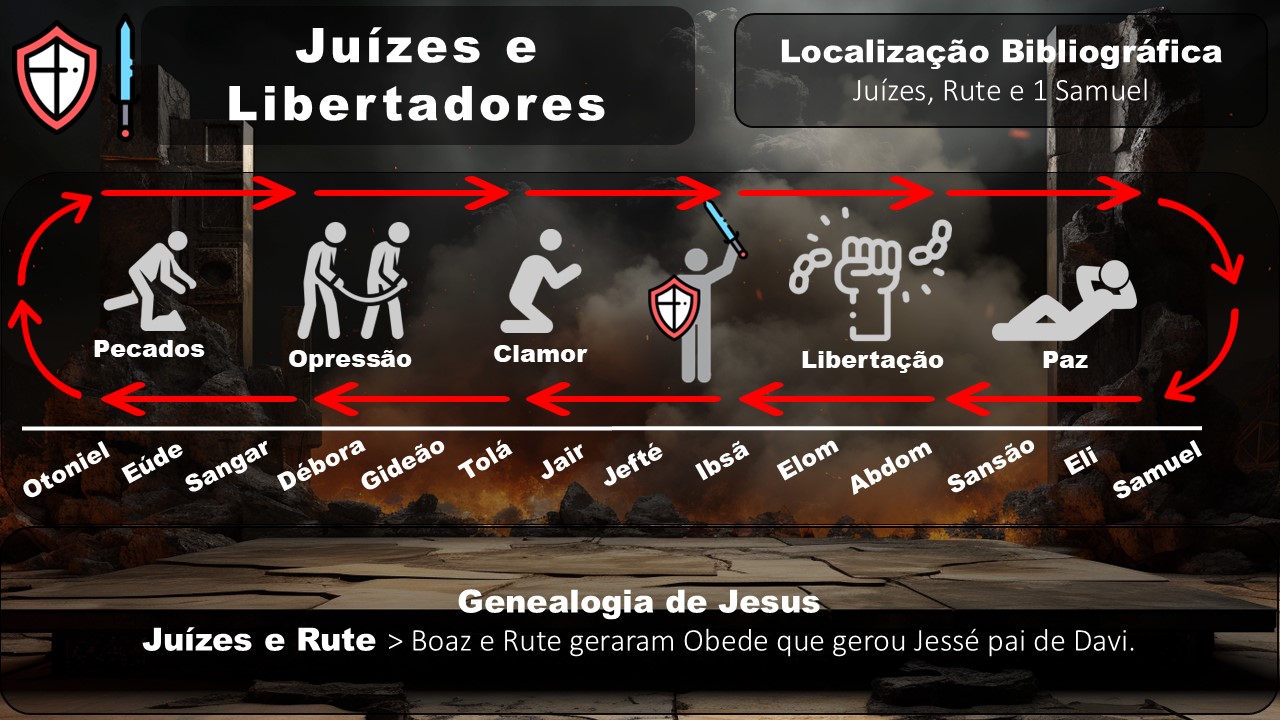 Juízes e
Libertadores
Localização Bibliográfica
Juízes, Rute e 1 Samuel
Pecados
Opressão
Clamor
Libertação
Paz
Otoniel
Eúde
Sangar
Débora
Gideão
Tolá
Jair
Jefté
Ibsã
Elom
Abdom
Sansão
Eli
Samuel
Genealogia de Jesus
Juízes e Rute > Boaz e Rute geraram Obede que gerou Jessé pai de Davi.